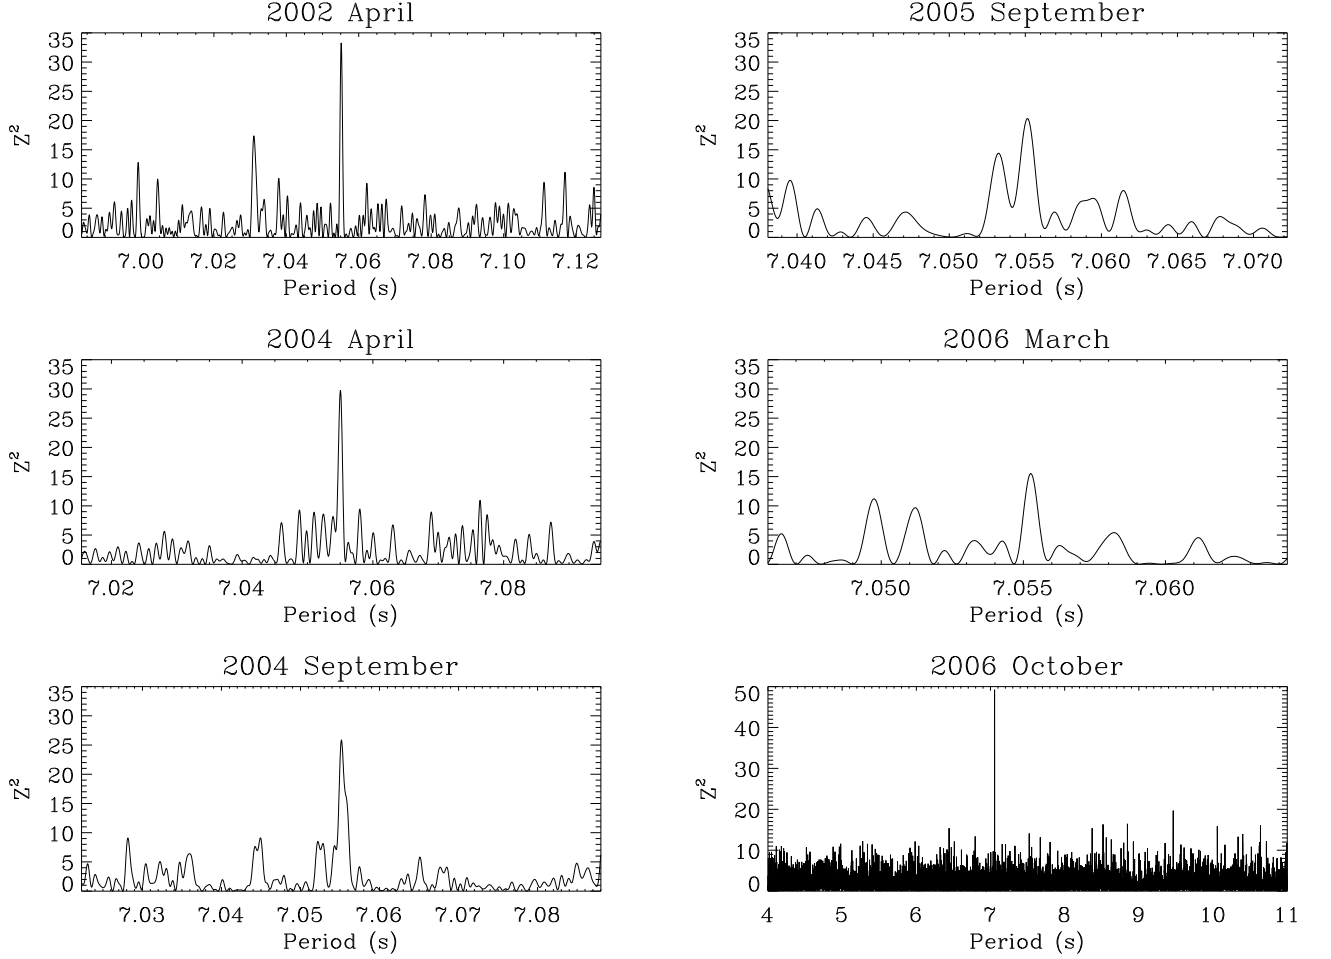 2002 April
35
30
25
20
15
10
5
0
Z²
7.00 7.02 7.04 7.06 7.08 7.10 7.12
Period (s)
2005 September
35
30
25
20
15
10
5
0
Z²
7.040 7.045 7.050 7.055 7.060 7.065 7.070
Period (s)
2004 April
35
30
25
20
15
10
5
0
Z²
7.02 7.04 7.06 7.08
Period (s)
2006 March
35
30
25
20
15
10
5
0
Z²
7.050 7.055 7.060
Period (s)
2004 September
35
30
25
20
15
10
5
0
Z²
7.03 7.04 7.05 7.06 7.07 7.08
Period (s)
2006 October
50
40
30
20
10
0
Z²
4 5 6 7 8 9 10 11
Period (s)